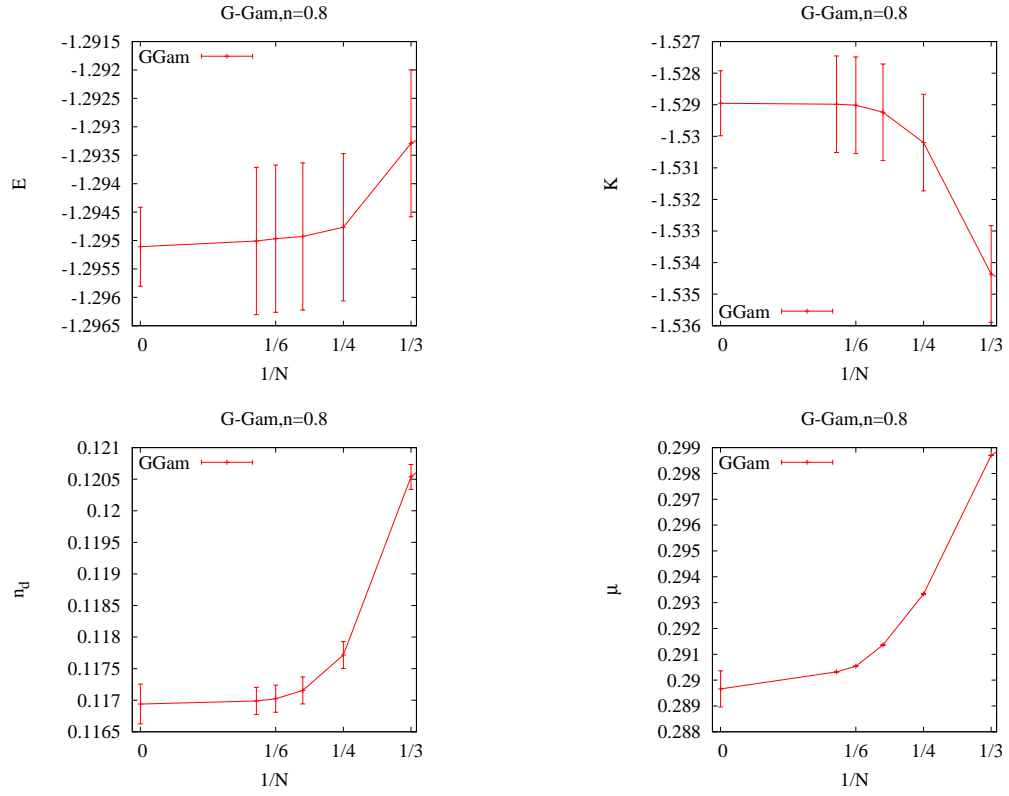 G-Gam,n=0.8
-1.2915
-1.292
-1.2925
-1.293
-1.2935
-1.294
-1.2945
-1.295
-1.2955
-1.296
-1.2965
E
GGam
0 1/6 1/4 1/3
1/N
G-Gam,n=0.8
-1.527
-1.528
-1.529
-1.53
-1.531
-1.532
-1.533
-1.534
-1.535
-1.536
K
GGam
0 1/6 1/4 1/3
1/N
G-Gam,n=0.8
0.121
0.1205
0.12
0.1195
0.119
0.1185
0.118
0.1175
0.117
0.1165
n_d
GGam
0 1/6 1/4 1/3
1/N
G-Gam,n=0.8
0.299
0.298
0.297
0.296
0.295
0.294
0.293
0.292
0.291
0.29
0.289
0.288
μ
GGam
0 1/6 1/4 1/3
1/N